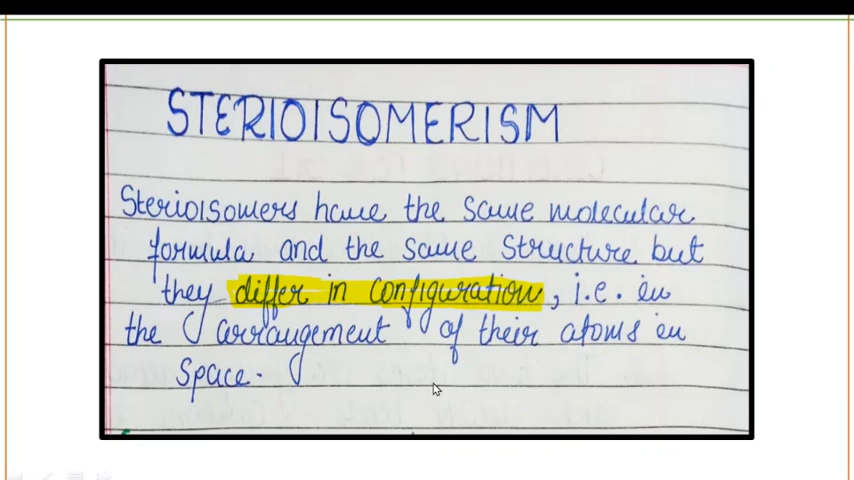 STERIOISOMERISM
Sterioisomers have the same molecular
formula and the same structure but
they differ in configuration, i.e. in
the arrangement of their atoms in
space.